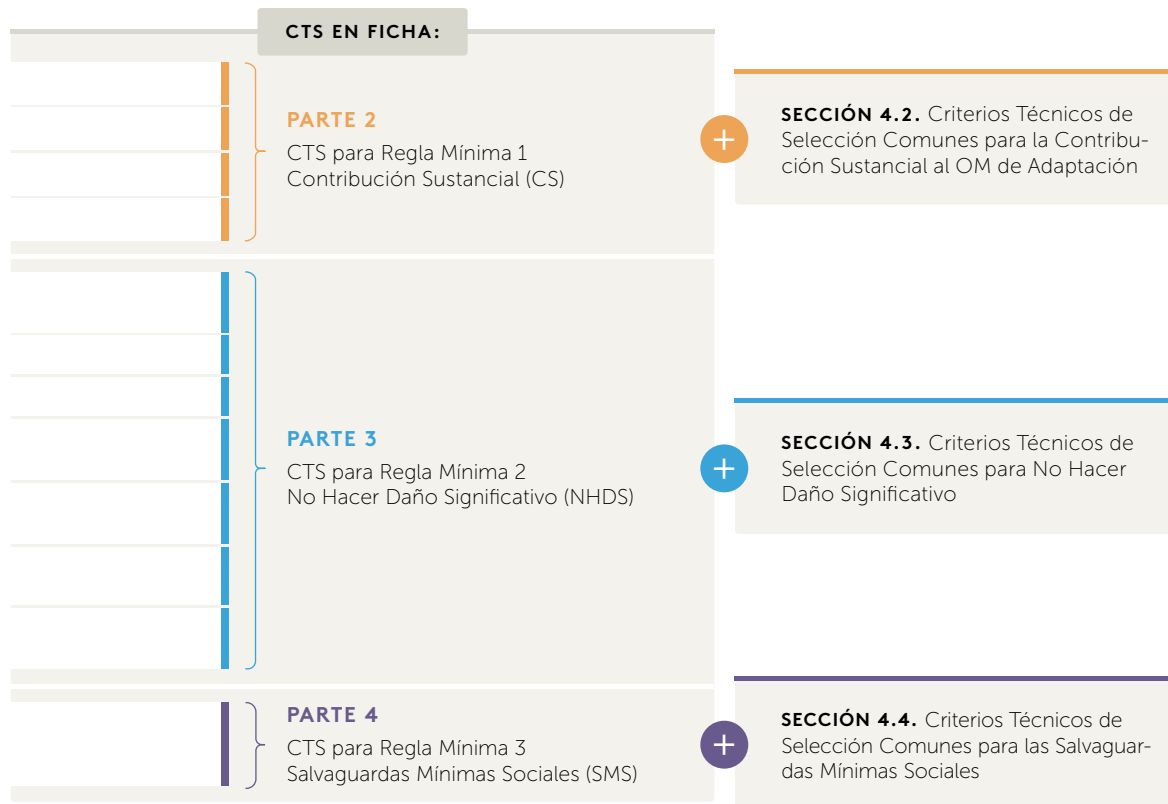 CTS EN FICHA:
PARTE 2
CTS para Regla Mínima 1
Contribución Sustancial (CS)
+
SECCIÓN 4.2. Criterios Técnicos de
Selección Comunes para la Contribu-
ción Sustancial al OM de Adaptación
PARTE 3
CTS para Regla Mínima 2
No Hacer Daño Significativo (NHDS)
+
SECCIÓN 4.3. Criterios Técnicos de
Selección Comunes para No Hacer
Daño Significativo
PARTE 4
CTS para Regla Mínima 3
Salvaguardas Mínimas Sociales (SMS)
+
SECCIÓN 4.4. Criterios Técnicos de
Selección Comunes para las Salvaguar-
das Mínimas Sociales